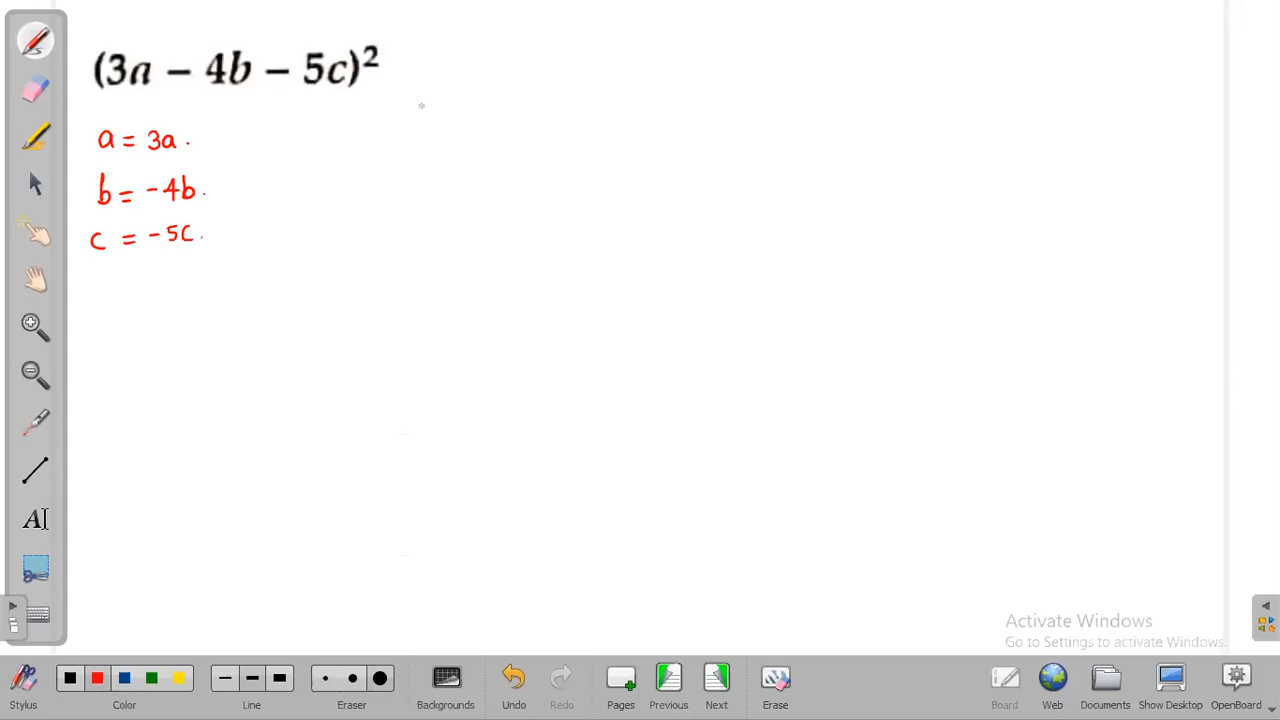 (3a − 4b − 5c)²
a = 3a.
b = -4b.
c = -5c.
A
Activate Windows
Go to Settings to activate Windows.
Stylus
Color
Line
Eraser
Backgrounds
Undo
Redo
Pages
Previous
Next
Erase
Board
Web
Documents
Show Desktop
OpenBoard